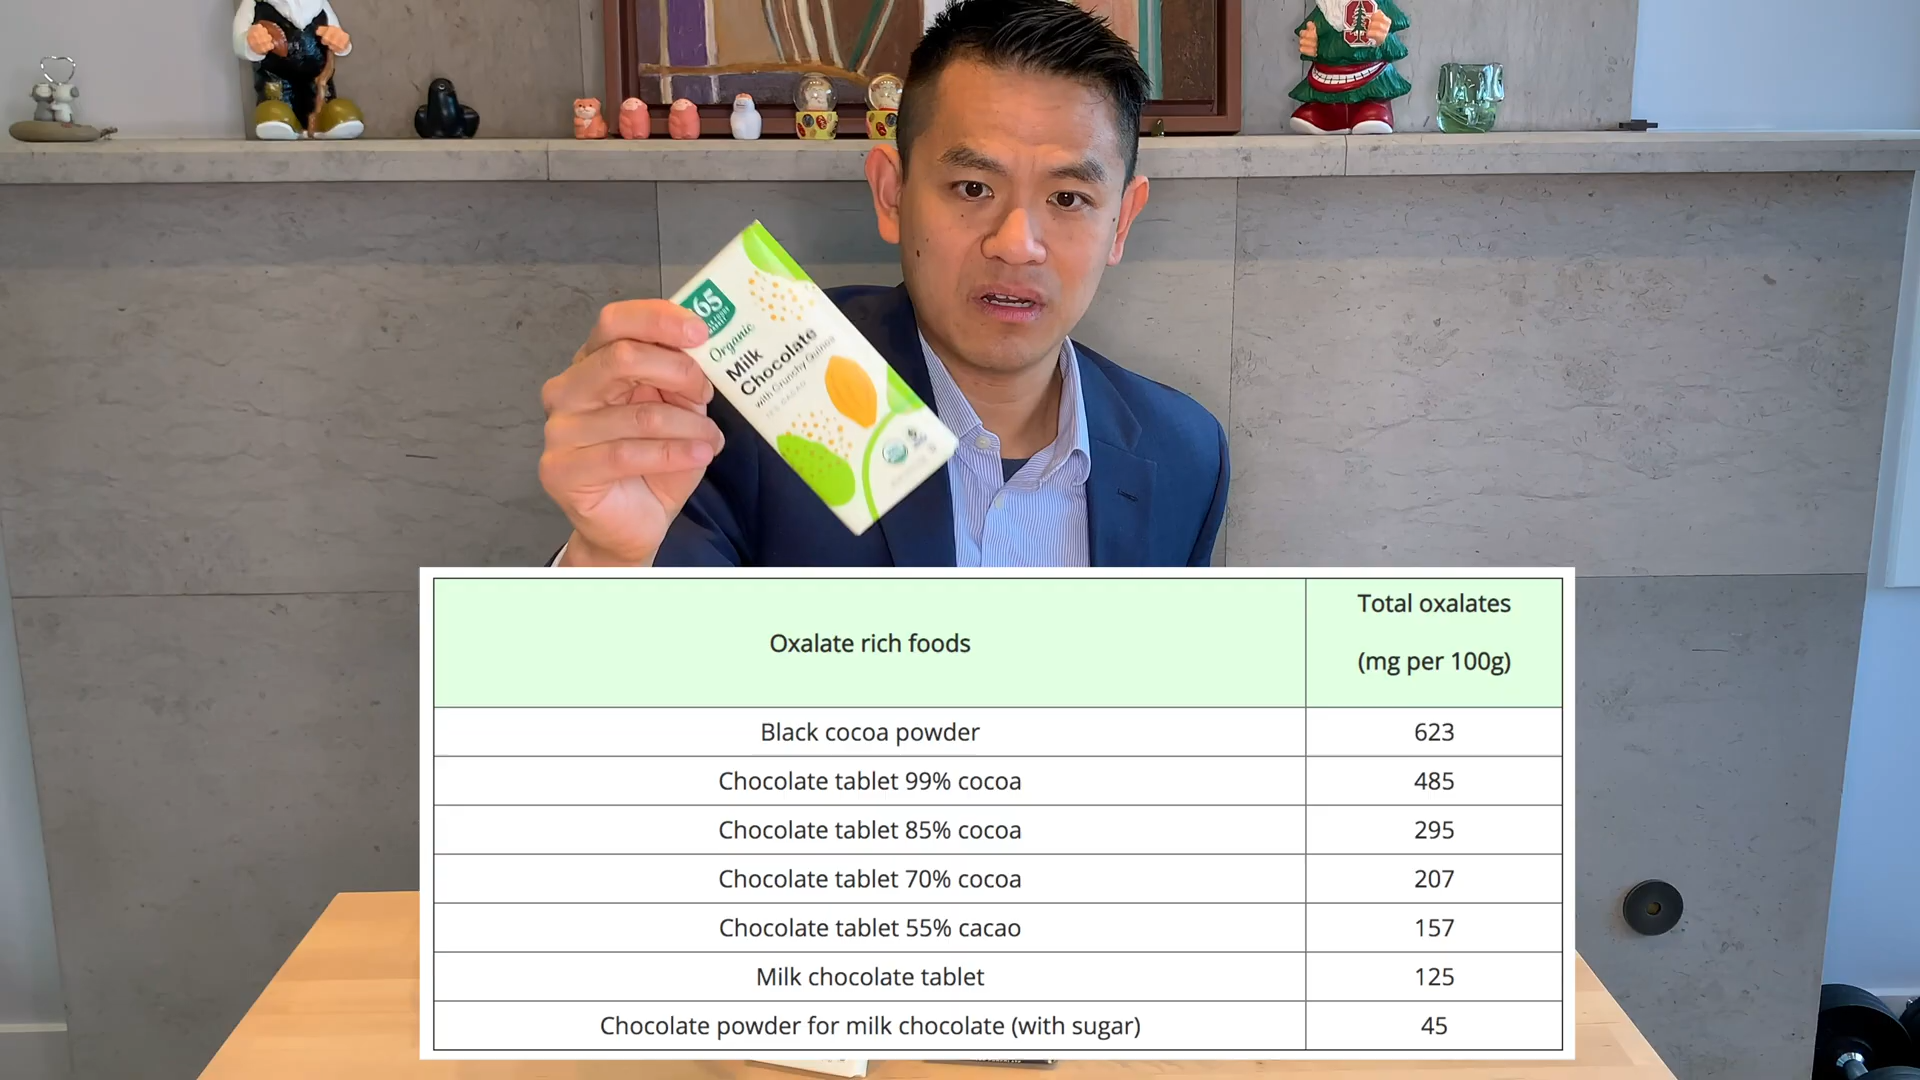 65
Organic
Milk
Chocolate
with Crunchy Quinoa
Oxalate rich foods
Total oxalates
(mg per 100g)
Black cocoa powder 623
Chocolate tablet 99% cocoa 485
Chocolate tablet 85% cocoa 295
Chocolate tablet 70% cocoa 207
Chocolate tablet 55% cacao 157
Milk chocolate tablet 125
Chocolate powder for milk chocolate (with sugar) 45